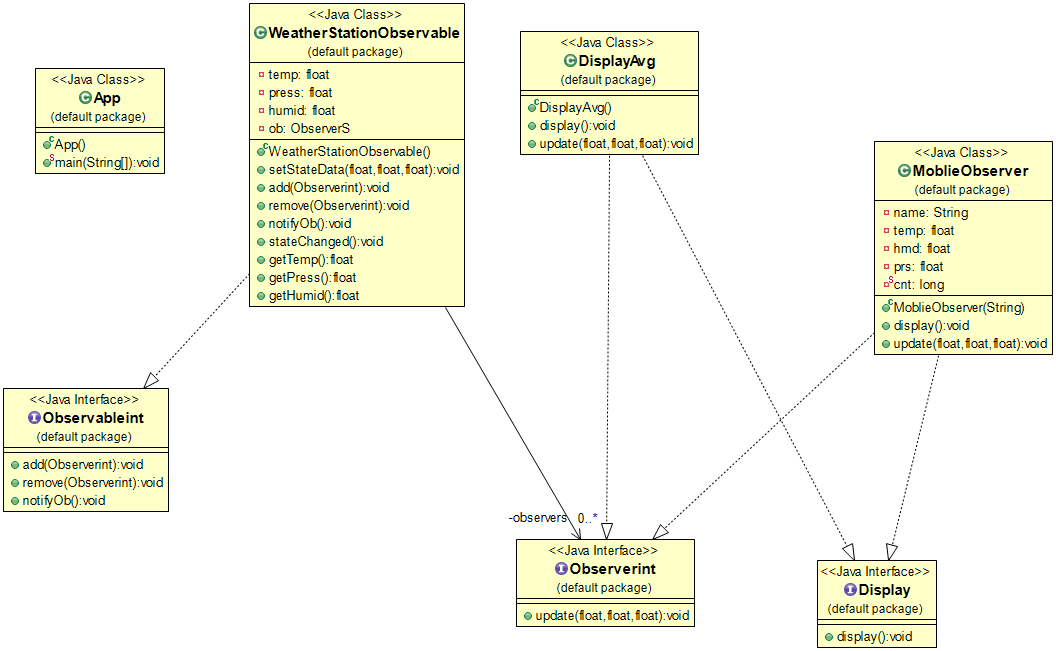 <<Java Class>>
App
(default package)
App()
main(String[]):void
<<Java Class>>
WeatherStationObservable
(default package)
temp: float
press: float
humid: float
ob: ObserverS
WeatherStationObservable()
setStateData(float,float,float):void
add(Observerint):void
remove(Observerint):void
notifyOb():void
stateChanged():void
getTemp():float
getPress():float
getHumid():float
<<Java Class>>
DisplayAvg
(default package)
DisplayAvg()
display():void
update(float,float,float):void
<<Java Class>>
MoblieObserver
(default package)
name: String
temp: float
hmd: float
prs: float
cnt: long
MoblieObserver(String)
display():void
update(float,float,float):void
<<Java Interface>>
Observableint
(default package)
add(Observerint):void
remove(Observerint):void
notifyOb():void
-observers 0..*
<<Java Interface>>
Observerint
(default package)
update(float,float,float):void
<<Java Interface>>
Display
(default package)
display():void